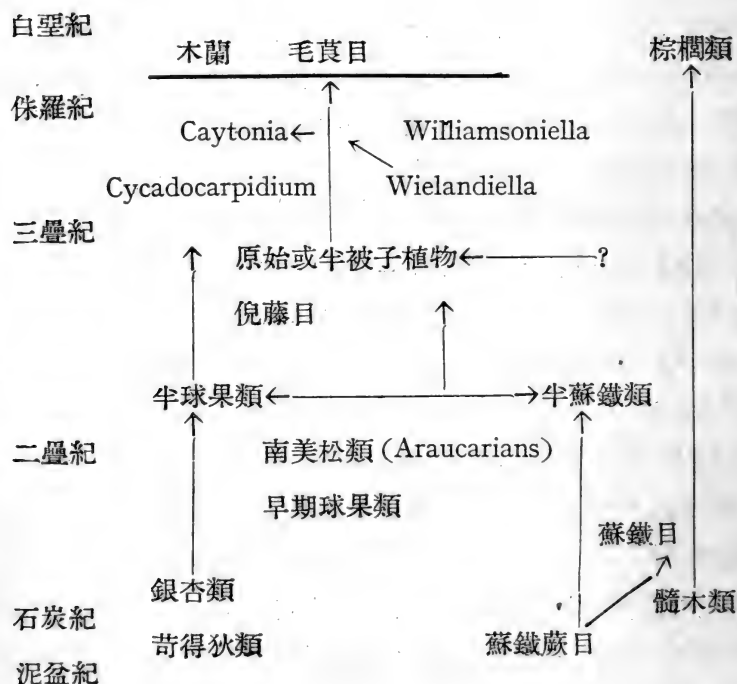 白堊紀
木蘭 毛茛目 棕櫚類
侏羅紀
Caytonia Williamsoniella
Cycadocarpidium Wielandiella
三疊紀
原始或半被子植物 ?
倪藤目
半球果類 半蘇鐵類
二疊紀
南美松類 (Araucarians)
早期球果類
蘇鐵目
銀杏類
髓木類
石炭紀
苛得狄類 蘇鐵蕨目
泥盆紀